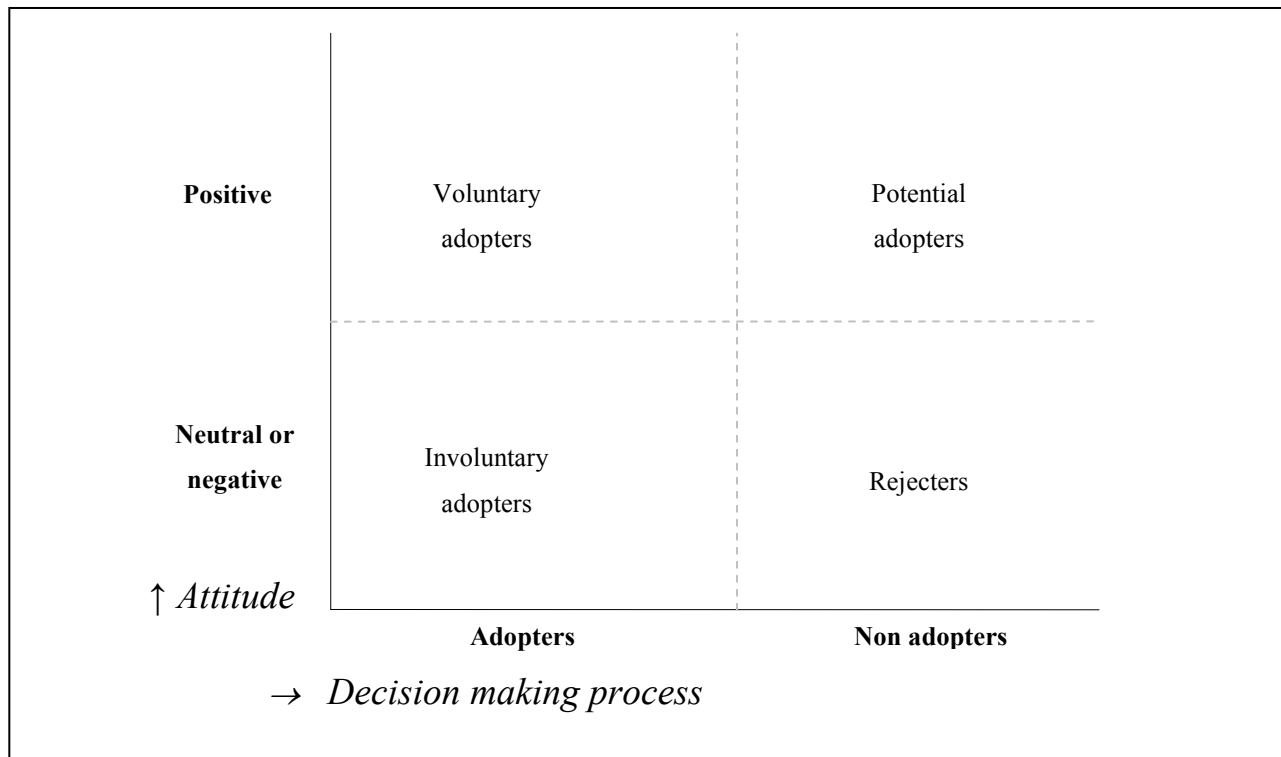 Positive
Voluntary
adopters
Potential
adopters
Neutral or
negative
Involuntary
adopters
Rejecters
↑ Attitude
Adopters
Non adopters
→ Decision making process